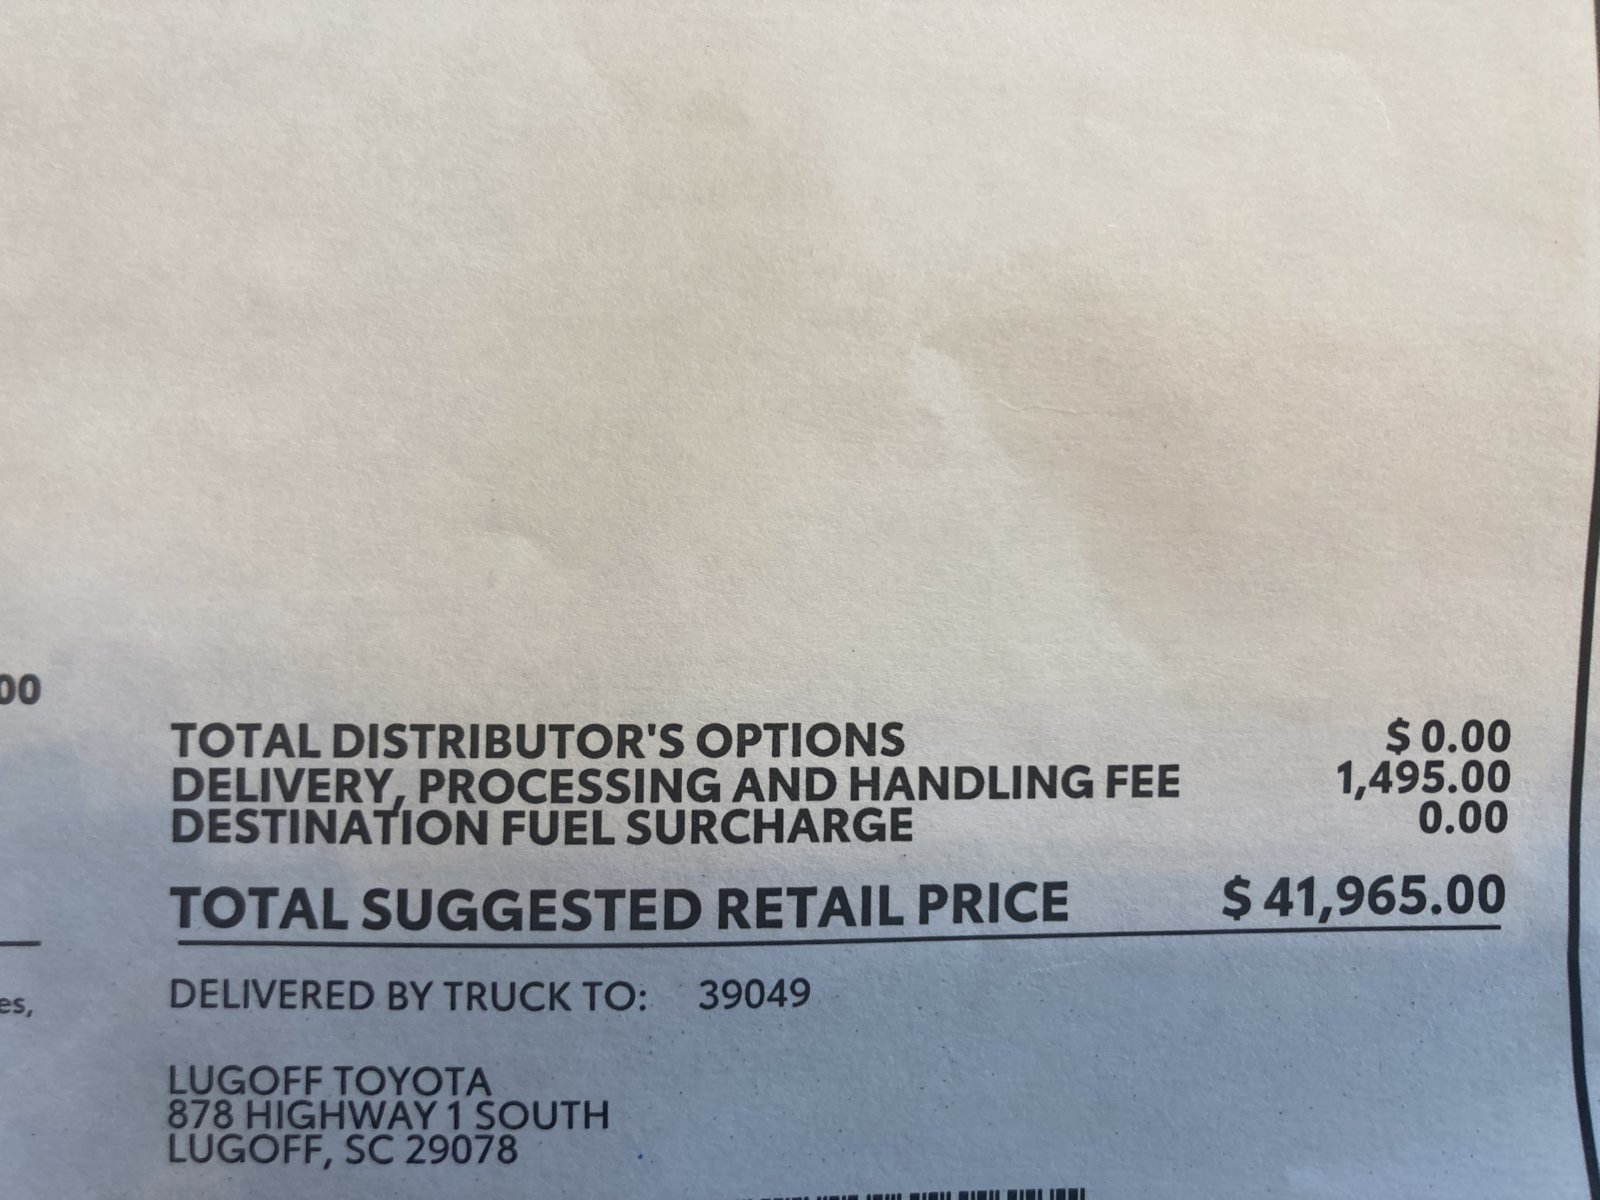 00
TOTAL DISTRIBUTOR'S OPTIONS $ 0.00
DELIVERY, PROCESSING AND HANDLING FEE 1,495.00
DESTINATION FUEL SURCHARGE 0.00
TOTAL SUGGESTED RETAIL PRICE $ 41,965.00
es,
DELIVERED BY TRUCK TO: 39049
LUGOFF TOYOTA
878 HIGHWAY 1 SOUTH
LUGOFF, SC 29078